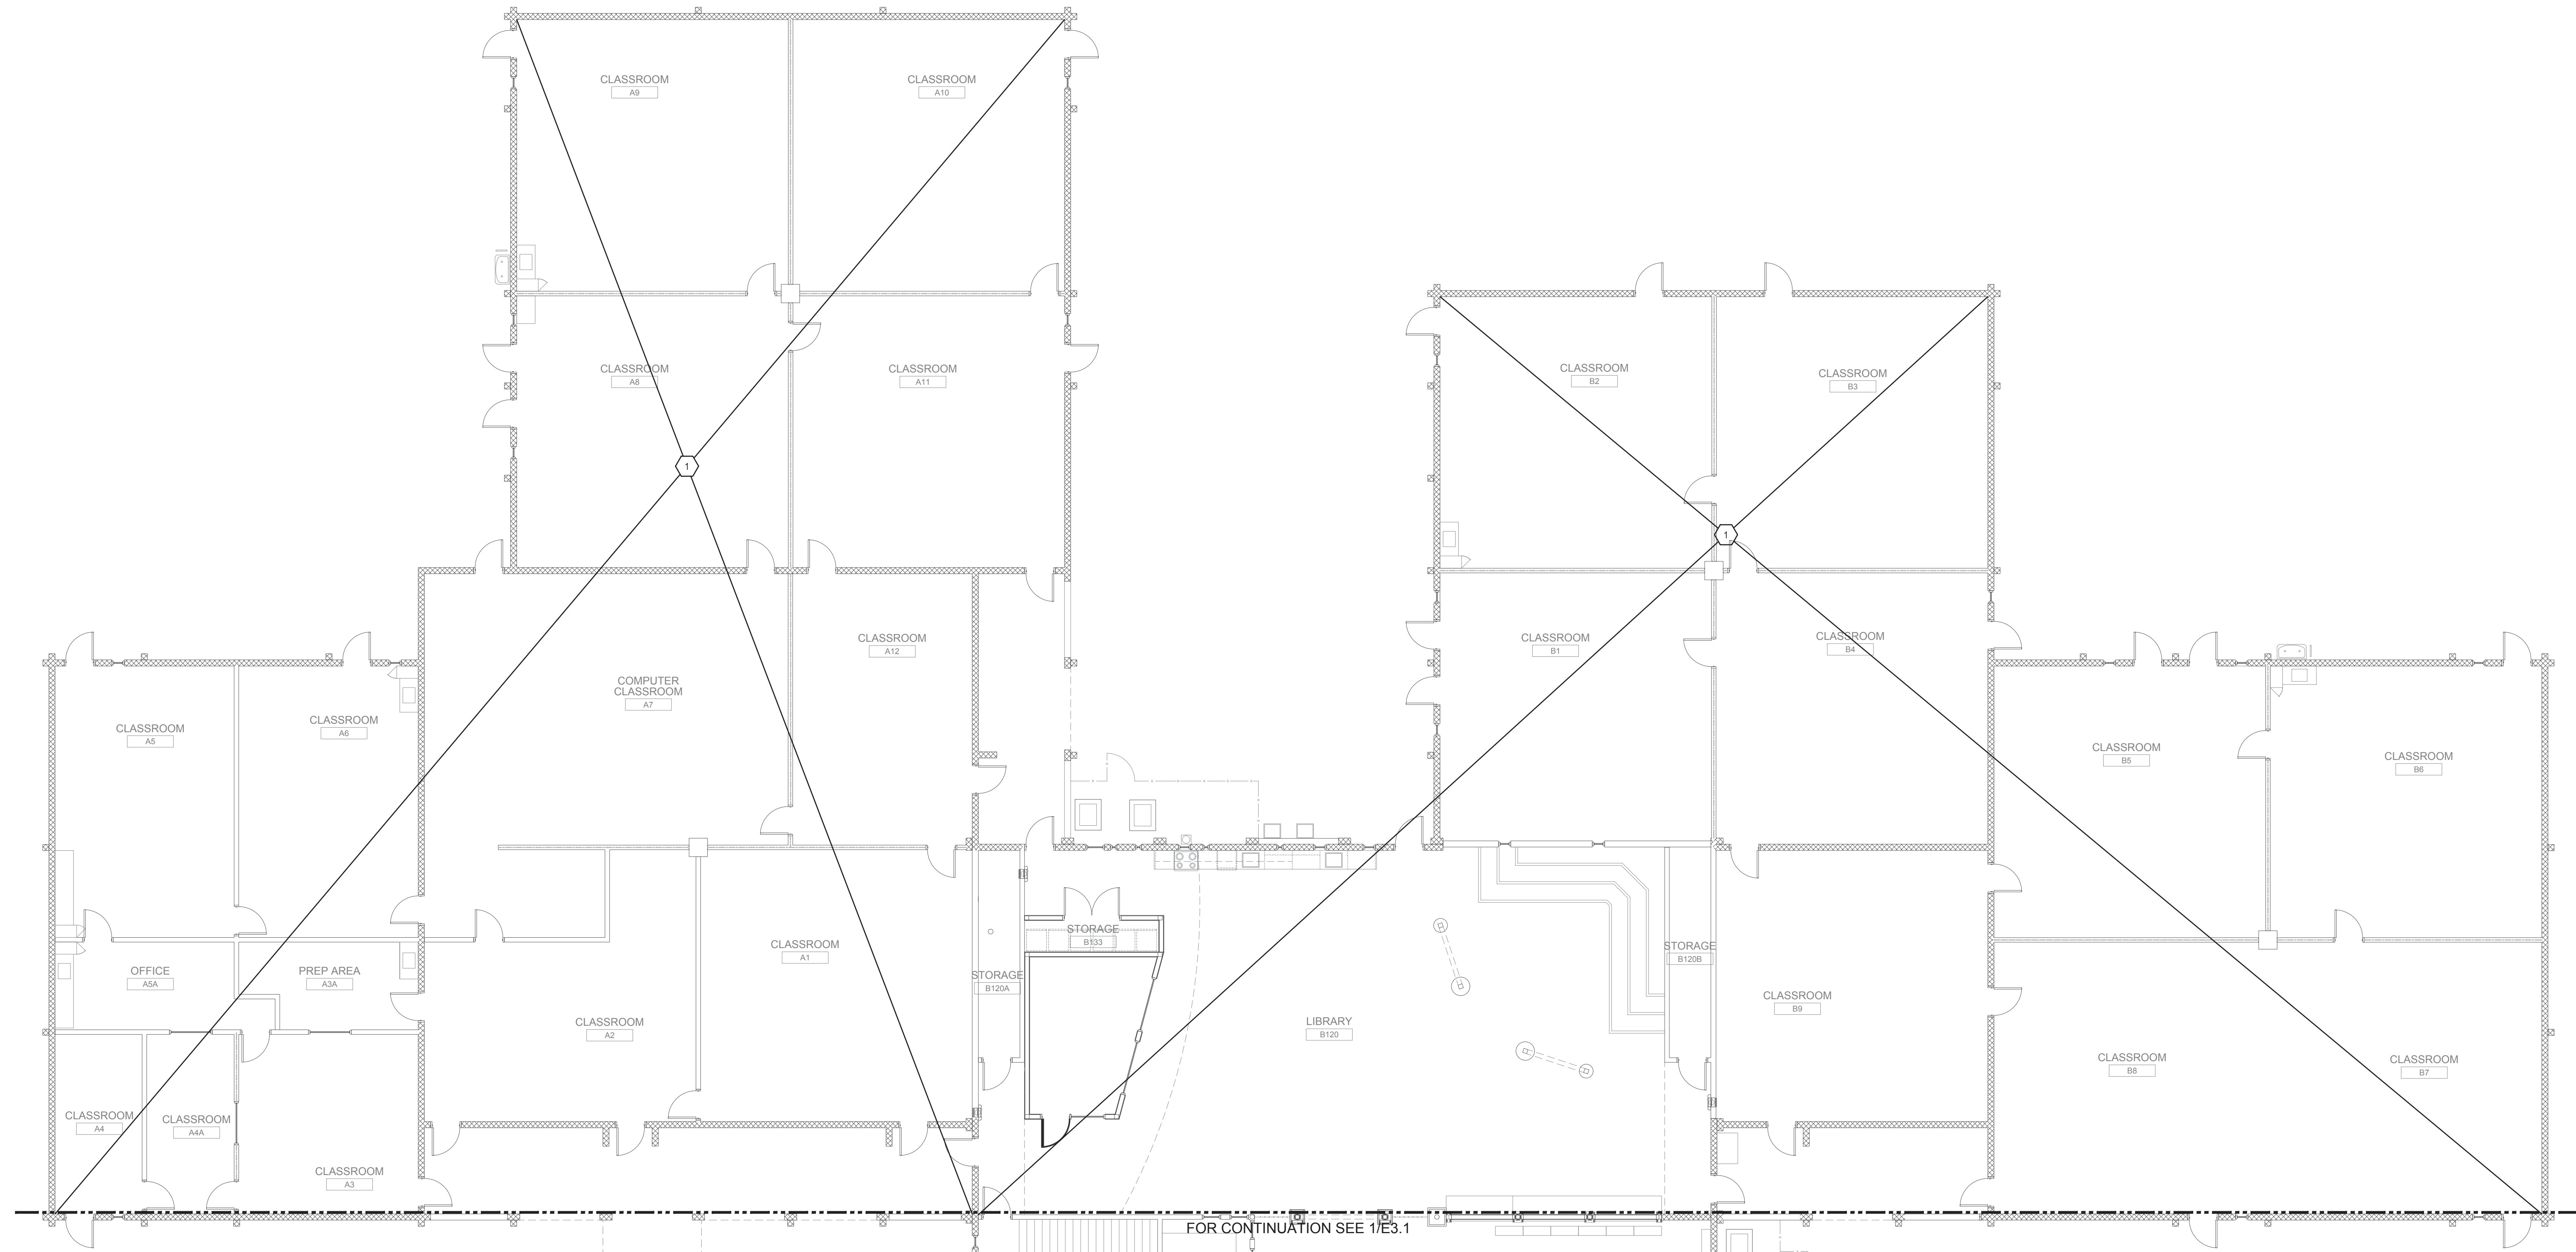 CLASSROOM
A9
CLASSROOM
A10
CLASSROOM
A8
CLASSROOM
A11
CLASSROOM
B2
CLASSROOM
B3
1
1
CLASSROOM
A12
CLASSROOM
B1
CLASSROOM
B4
COMPUTER
CLASSROOM
A7
CLASSROOM
A5
CLASSROOM
A6
CLASSROOM
B5
CLASSROOM
B6
STORAGE
B133
CLASSROOM
A1
STORAGE
B120B
OFFICE
A5A
PREP AREA
A3A
STORAGE
B120A
CLASSROOM
B9
CLASSROOM
A2
LIBRARY
B120
CLASSROOM
B8
CLASSROOM
B7
CLASSROOM
A4
CLASSROOM
A4A
CLASSROOM
A3
FOR CONTINUATION SEE 1/E3.1